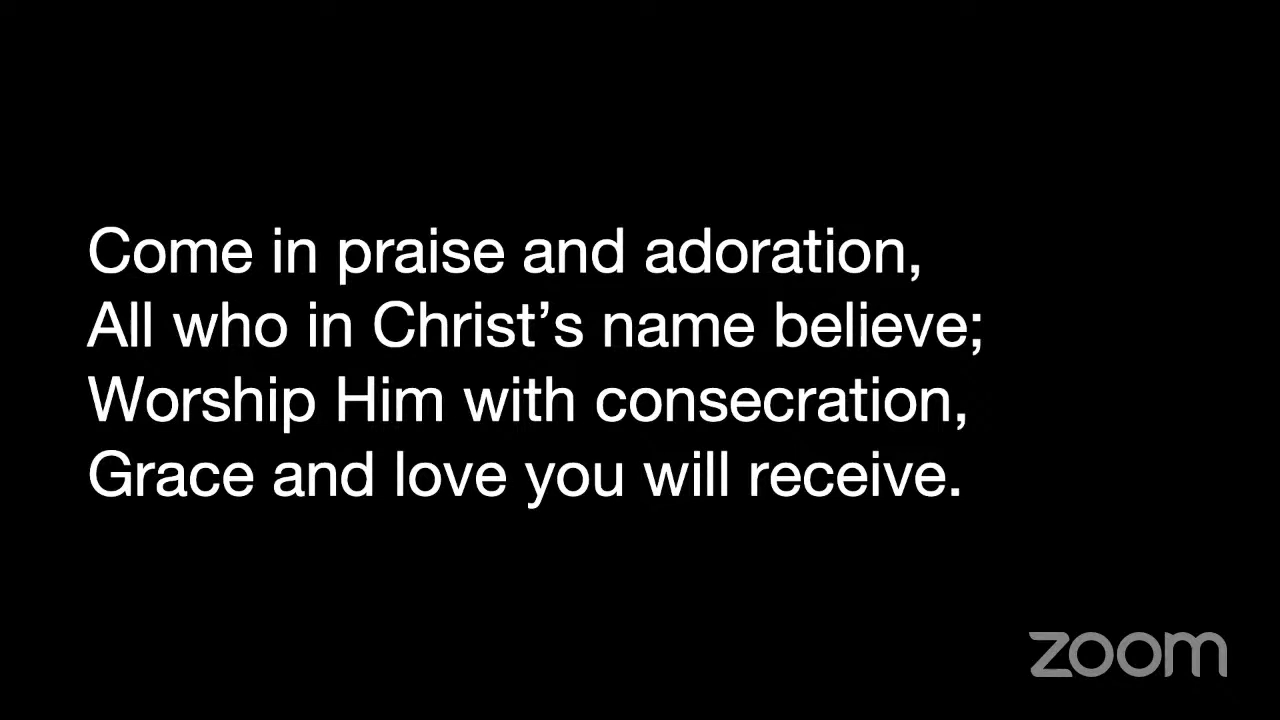 Come in praise and adoration,
All who in Christ’s name believe;
Worship Him with consecration,
Grace and love you will receive.
zoom